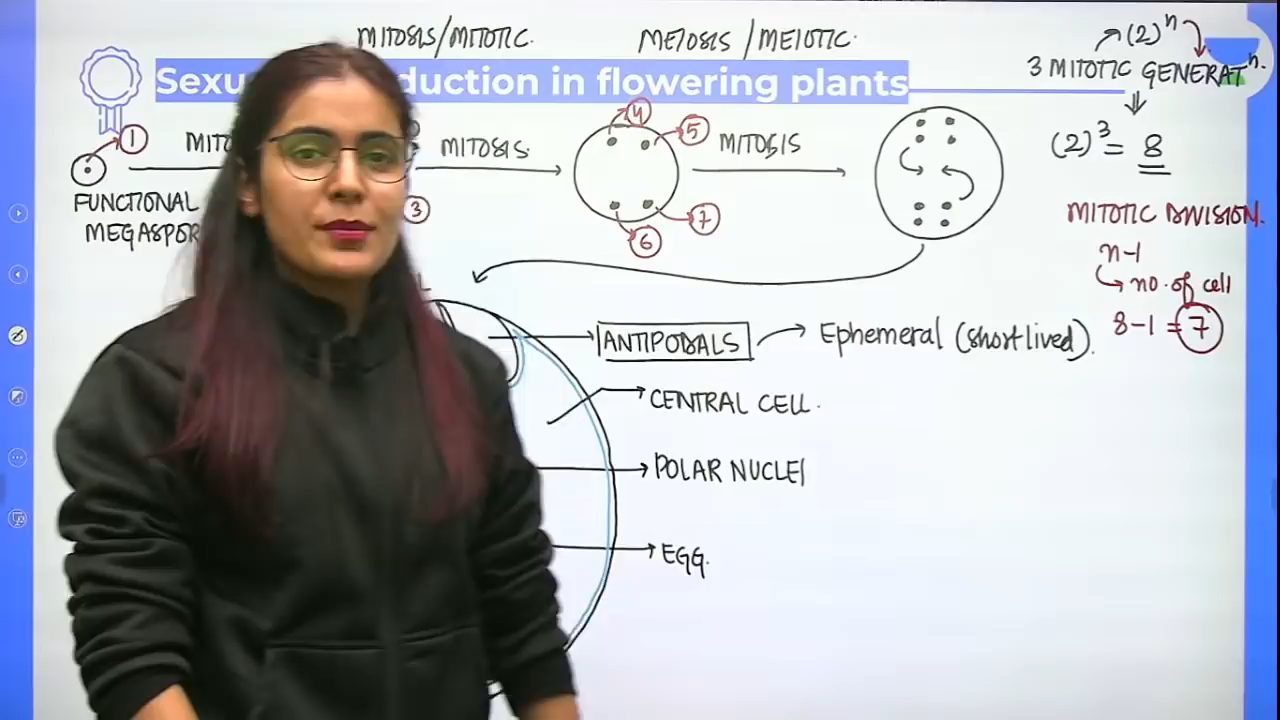 MITOSIS/MITOTIC. MEIOSIS/MEIOTIC.
(2)ⁿ
3 MITOTIC GENERATⁿ.
(2)³ = 8
Sexu duction in flowering plants
1 MITO MITOSIS. 4 5 MITOSIS
FUNCTIONAL 3 6 7
MEGASPOR
MITOTIC DIVISION.
n-1
no. of cell
8-1 = 7
ANTIPODALS Ephemeral (short lived).
CENTRAL CELL.
POLAR NUCLEI
EGG.